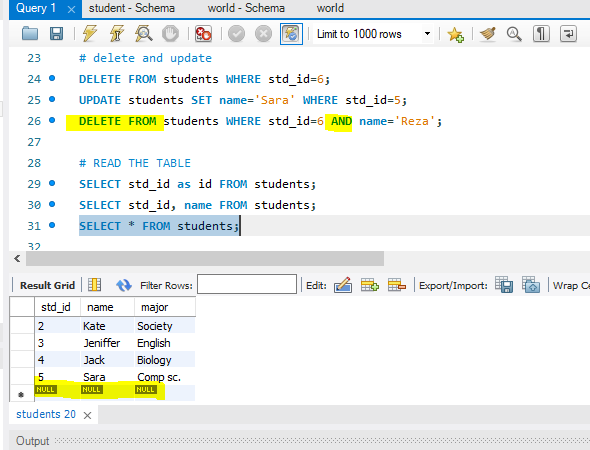 Query 1 × student - Schema world - Schema world
Limit to 1000 rows
23 # delete and update
24 DELETE FROM students WHERE std_id=6;
25 UPDATE students SET name='Sara' WHERE std_id=5;
26 DELETE FROM students WHERE std_id=6 AND name='Reza';
27
28 # READ THE TABLE
29 SELECT std_id as id FROM students;
30 SELECT std_id, name FROM students;
31 SELECT * FROM students;
32
Result Grid Filter Rows: Edit: Export/Import: Wrap Ce
std_id name major
2 Kate Society
3 Jeniffer English
4 Jack Biology
5 Sara Comp sc.
NULL NULL NULL
students 20 ×
Output